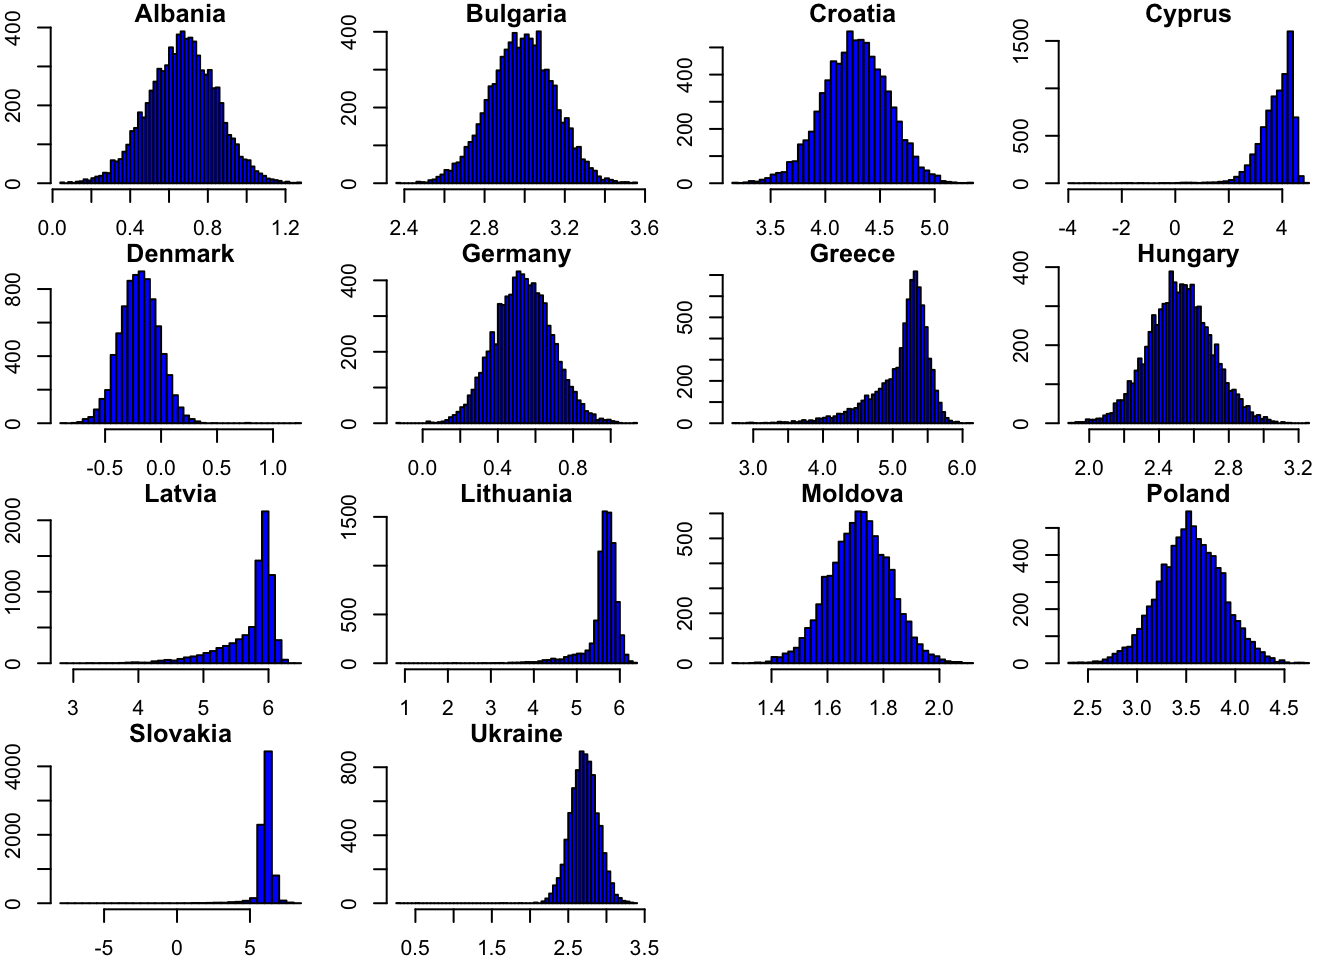 Albania Bulgaria Croatia Cyprus
400 400 400 1500
200 200 200 500
0 0 0 0
0.0 0.4 0.8 1.2 2.4 2.8 3.2 3.6 3.5 4.0 4.5 5.0 -4 -2 0 2 4
Denmark Germany Greece Hungary
800 400 500 400
400 200 200 200
0 0 0 0
-0.5 0.0 0.5 1.0 0.0 0.4 0.8 3.0 4.0 5.0 6.0 2.0 2.4 2.8 3.2
Latvia Lithuania Moldova Poland
2000 1500 500 400
1000 500 200 200
0 0 0 0
3 4 5 6 1 2 3 4 5 6 1.4 1.6 1.8 2.0 2.5 3.0 3.5 4.0 4.5
Slovakia Ukraine
4000 800
2000 400
0 0
-5 0 5 0.5 1.5 2.5 3.5